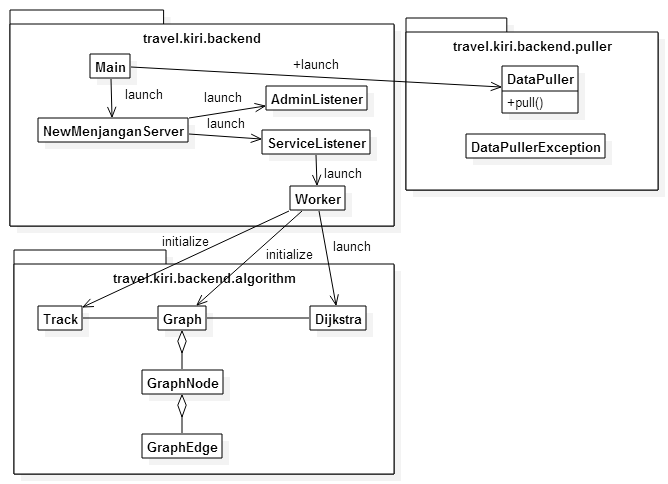 travel.kiri.backend
travel.kiri.backend.puller
Main
+launch
DataPuller
+pull()
launch
launch
AdminListener
NewMenjanganServer
launch
ServiceListener
DataPullerException
launch
Worker
initialize
initialize
launch
travel.kiri.backend.algorithm
Track
Graph
Dijkstra
GraphNode
GraphEdge